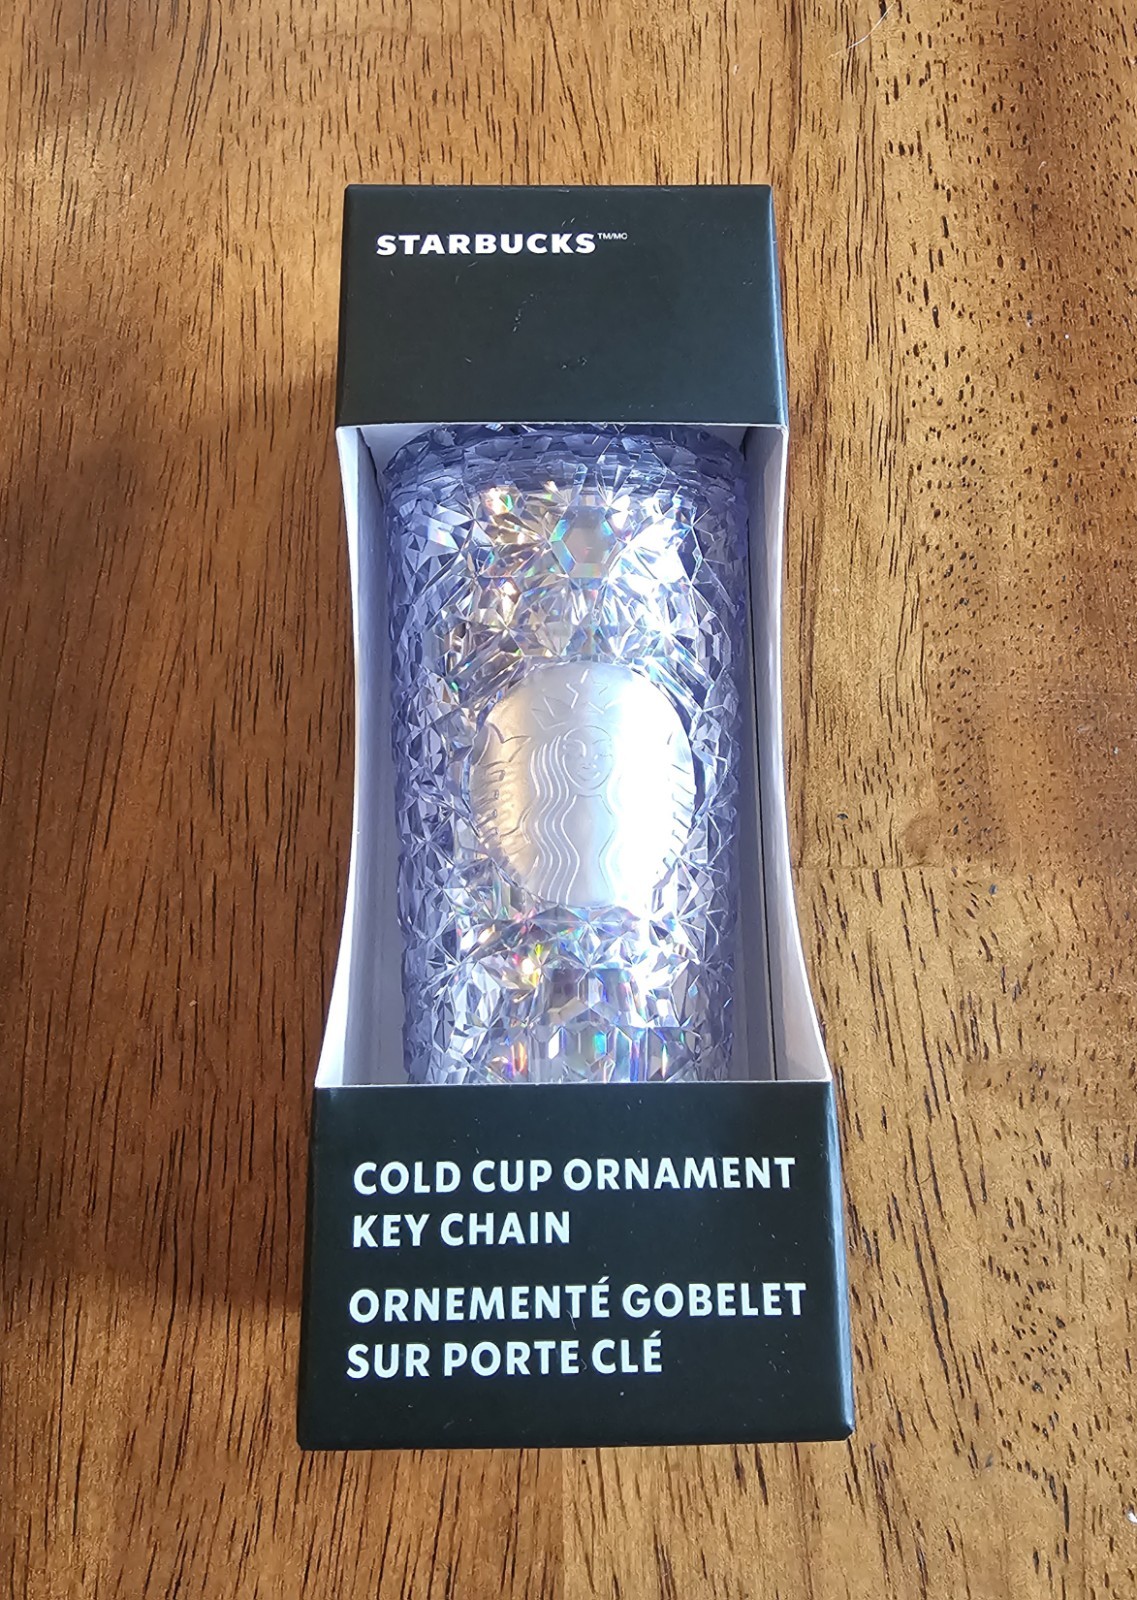 STARBUCKS™/MC
COLD CUP ORNAMENT
KEY CHAIN
ORNEMENTÉ GOBELET
SUR PORTE CLÉ